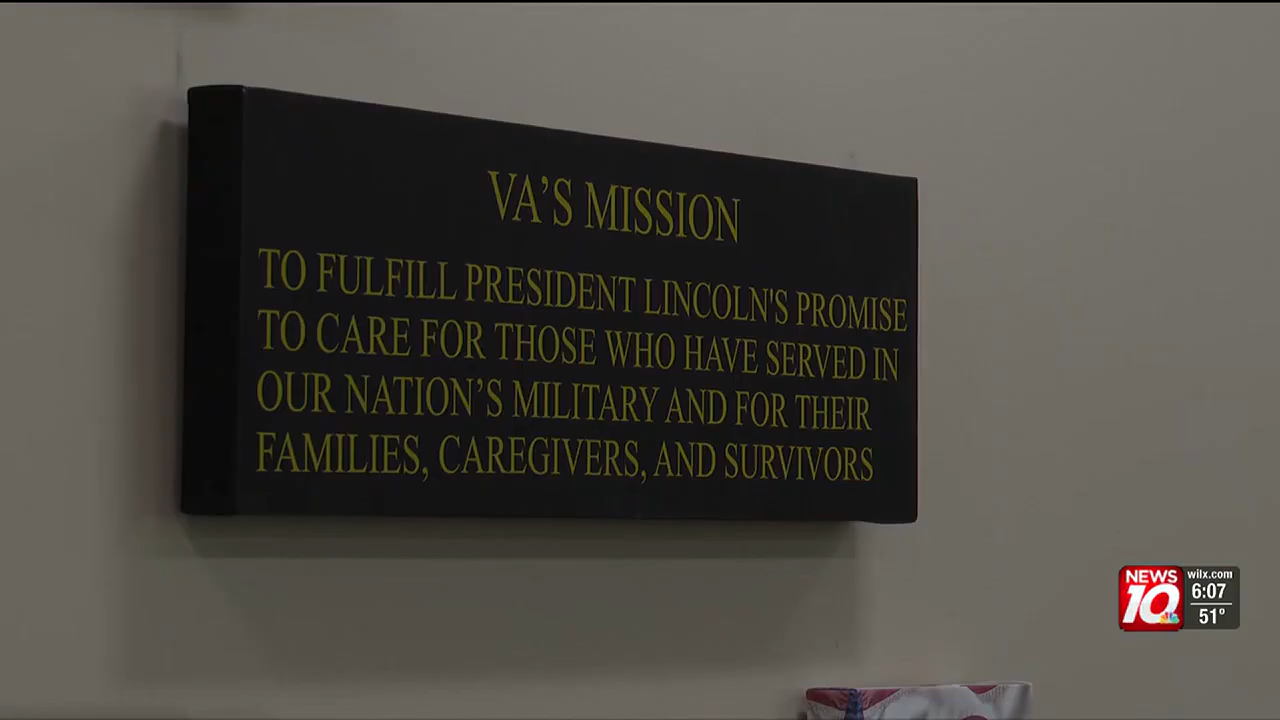 VA'S MISSION
TO FULFILL PRESIDENT LINCOLN'S PROMISE
TO CARE FOR THOSE WHO HAVE SERVED IN
OUR NATION'S MILITARY AND FOR THEIR
FAMILIES, CAREGIVERS, AND SURVIVORS
NEWS
10
wilx.com
6:07
51°